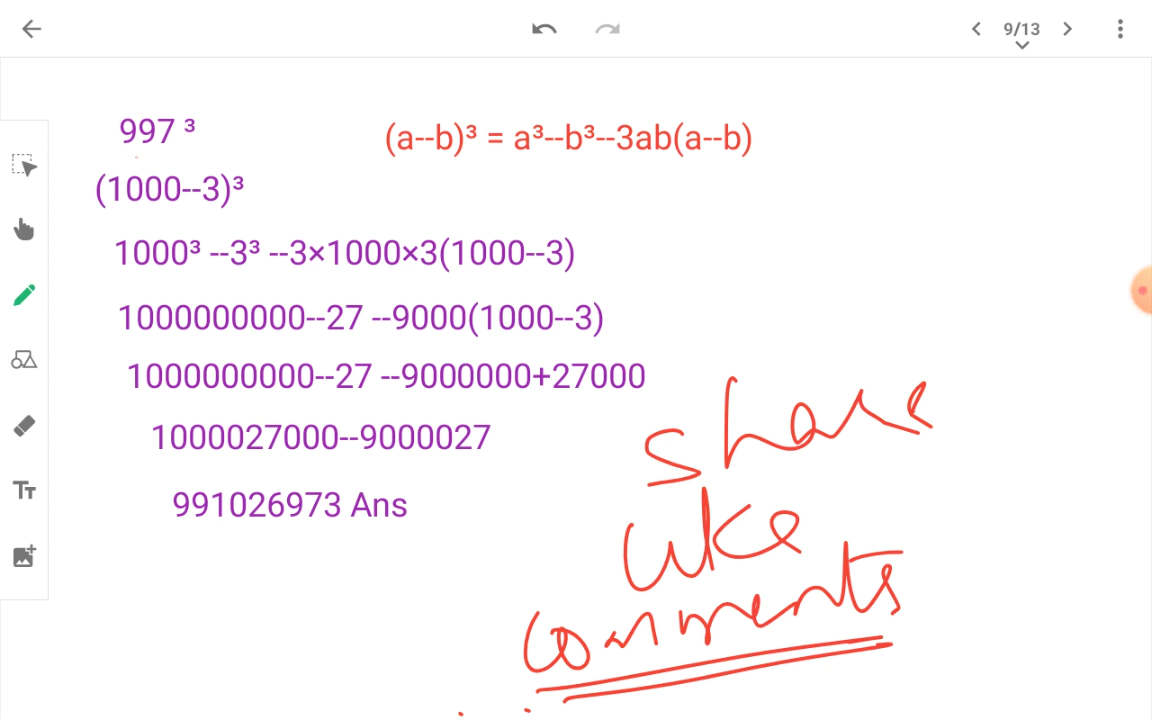 9/13
997 ³
(a--b)³ = a³--b³--3ab(a--b)
(1000--3)³
1000³ --3³ --3×1000×3(1000--3)
1000000000--27 --9000(1000--3)
1000000000--27 --9000000+27000
1000027000--9000027
991026973 Ans
Share
Like
Comments
TT